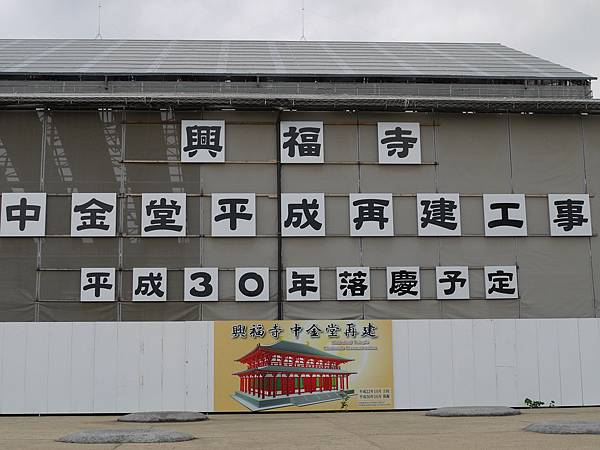 興福寺
中金堂平成再建工事
平成30年落慶予定
興福寺中金堂再建